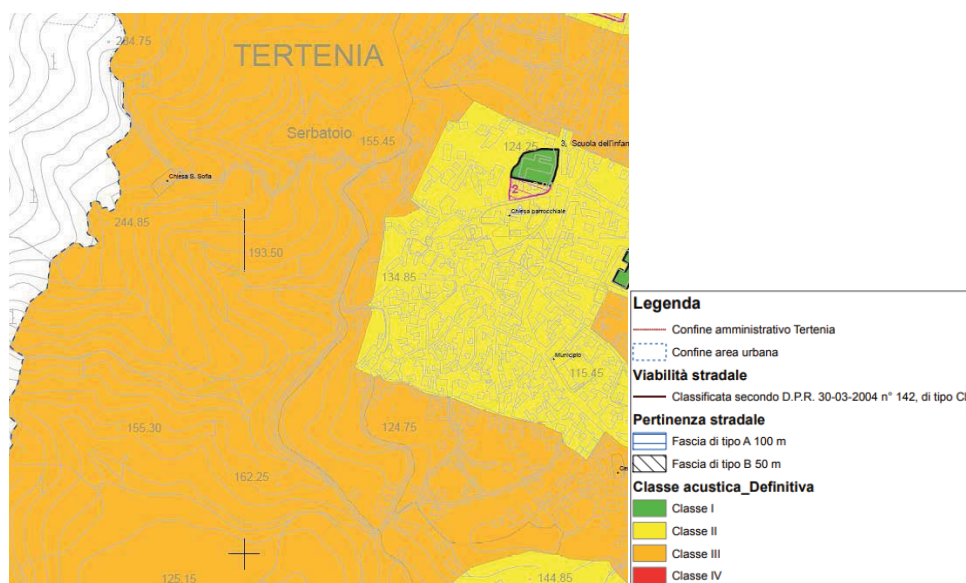 234.75
TERTENIA
Serbatoio
155.45
124.25
3, Scuola dell'infan
Chiesa S. Sofia
2
Chiesa parrocchiale
244.85
193.50
134.85
Municipio
115.45
155.30
124.75
162.25
125.15
144.85
Legenda
Confine amministrativo Tertenia
Confine area urbana
Viabilità stradale
Classificata secondo D.P.R. 30-03-2004 n° 142, di tipo C
Pertinenza stradale
Fascia di tipo A 100 m
Fascia di tipo B 50 m
Classe acustica_Definitiva
Classe I
Classe II
Classe III
Classe IV